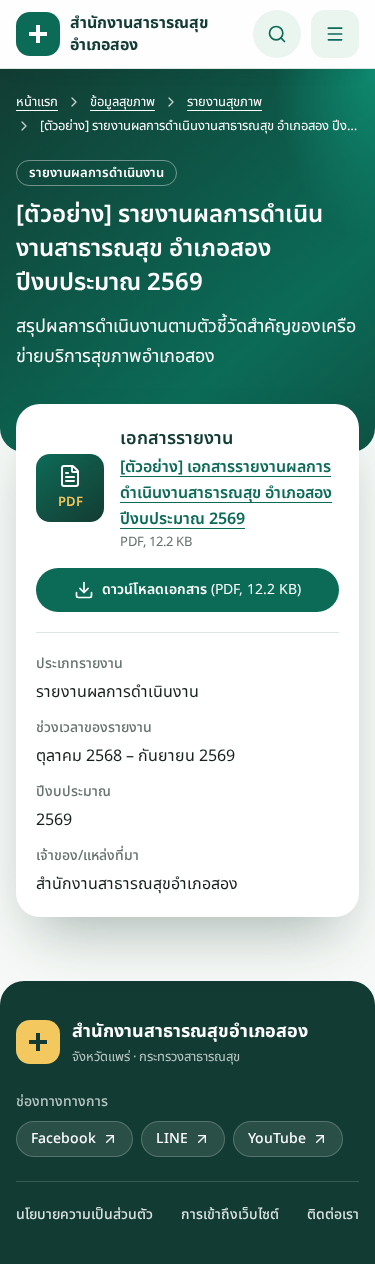 สำนักงานสาธารณสุข
อำเภอสอง
หน้าแรก > ข้อมูลสุขภาพ > รายงานสุขภาพ
> [ตัวอย่าง] รายงานผลการดำเนินงานสาธารณสุข อำเภอสอง ปีง...
รายงานผลการดำเนินงาน
[ตัวอย่าง] รายงานผลการดำเนิน
งานสาธารณสุข อำเภอสอง
ปีงบประมาณ 2569
สรุปผลการดำเนินงานตามตัวชี้วัดสำคัญของเครือ
ข่ายบริการสุขภาพอำเภอสอง
เอกสารรายงาน
[ตัวอย่าง] เอกสารรายงานผลการ
ดำเนินงานสาธารณสุข อำเภอสอง
ปีงบประมาณ 2569
PDF
PDF, 12.2 KB
ดาวน์โหลดเอกสาร (PDF, 12.2 KB)
ประเภทรายงาน
รายงานผลการดำเนินงาน
ช่วงเวลาของรายงาน
ตุลาคม 2568 – กันยายน 2569
ปีงบประมาณ
2569
เจ้าของ/แหล่งที่มา
สำนักงานสาธารณสุขอำเภอสอง
สำนักงานสาธารณสุขอำเภอสอง
จังหวัดแพร่ · กระทรวงสาธารณสุข
ช่องทางทางการ
Facebook LINE YouTube
นโยบายความเป็นส่วนตัว การเข้าถึงเว็บไซต์ ติดต่อเรา